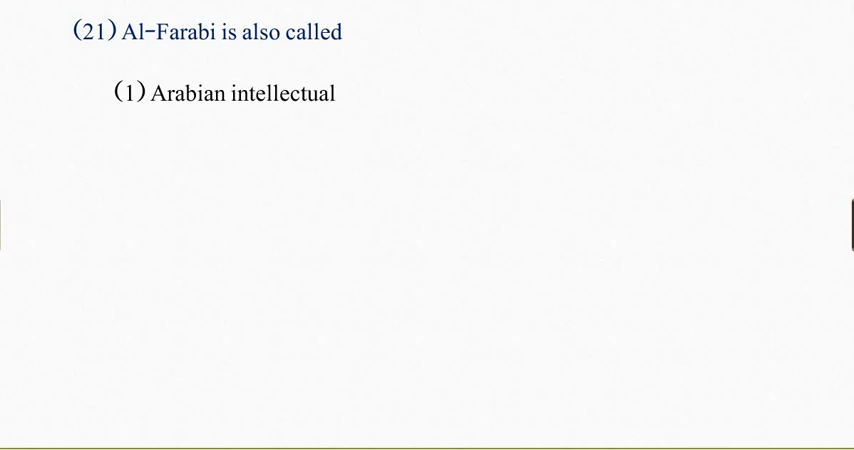 (21) Al-Farabi is also called
(1) Arabian intellectual